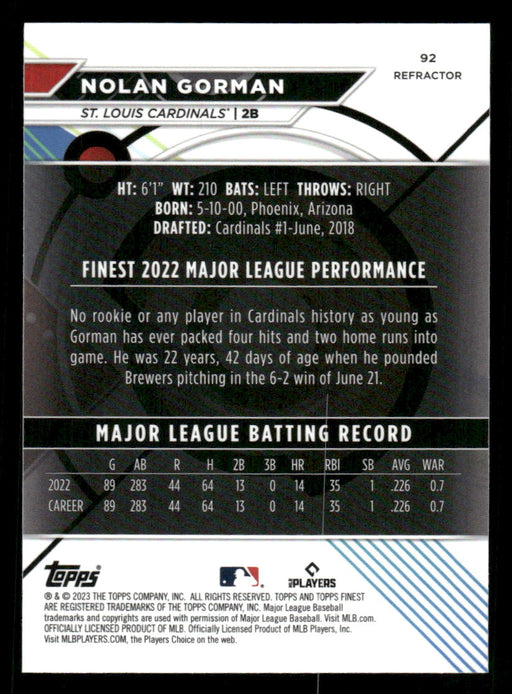 92
REFRACTOR
NOLAN GORMAN
ST. LOUIS CARDINALS® | 2B
HT: 6'1" WT: 210 BATS: LEFT THROWS: RIGHT
BORN: 5-10-00, Phoenix, Arizona
DRAFTED: Cardinals #1-June, 2018
FINEST 2022 MAJOR LEAGUE PERFORMANCE
No rookie or any player in Cardinals history as young as
Gorman has ever packed four hits and two home runs into
game. He was 22 years, 42 days of age when he pounded
Brewers pitching in the 6-2 win of June 21.
MAJOR LEAGUE BATTING RECORD
G AB R H 2B 3B HR RBI SB AVG WAR
2022 89 283 44 64 13 0 14 35 1 .226 0.7
CAREER 89 283 44 64 13 0 14 35 1 .226 0.7
topps
PLAYERS
® & © 2023 THE TOPPS COMPANY, INC. ALL RIGHTS RESERVED. TOPPS AND TOPPS FINEST
ARE REGISTERED TRADEMARKS OF THE TOPPS COMPANY, INC. Major League Baseball
trademarks and copyrights are used with permission of Major League Baseball. Visit MLB.com.
OFFICIALLY LICENSED PRODUCT OF MLB. Officially Licensed Product of MLB Players, Inc.
Visit MLBPLAYERS.COM, the Players Choice on the web.